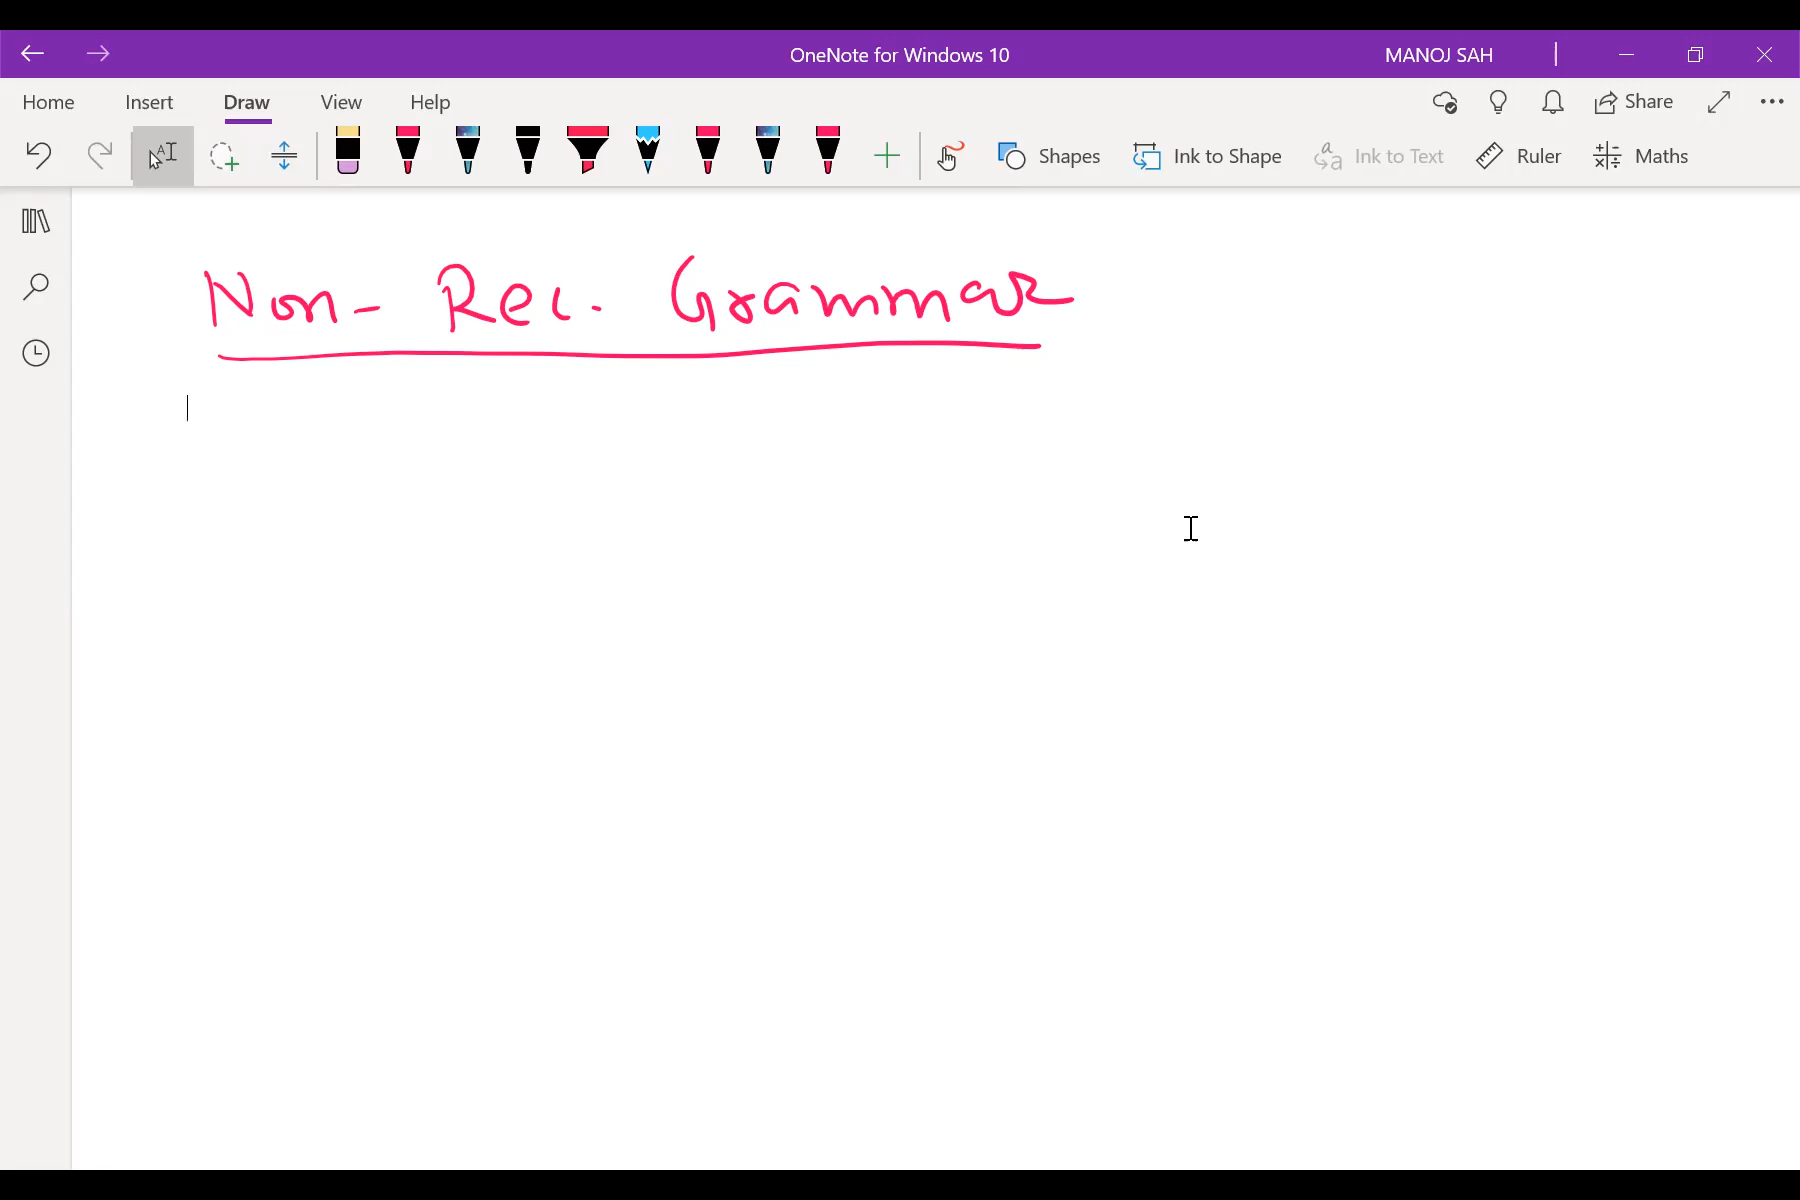 OneNote for Windows 10 MANOJ SAH
Home Insert Draw View Help Share
Shapes Ink to Shape Ink to Text Ruler Maths
Non- Rec. Grammar